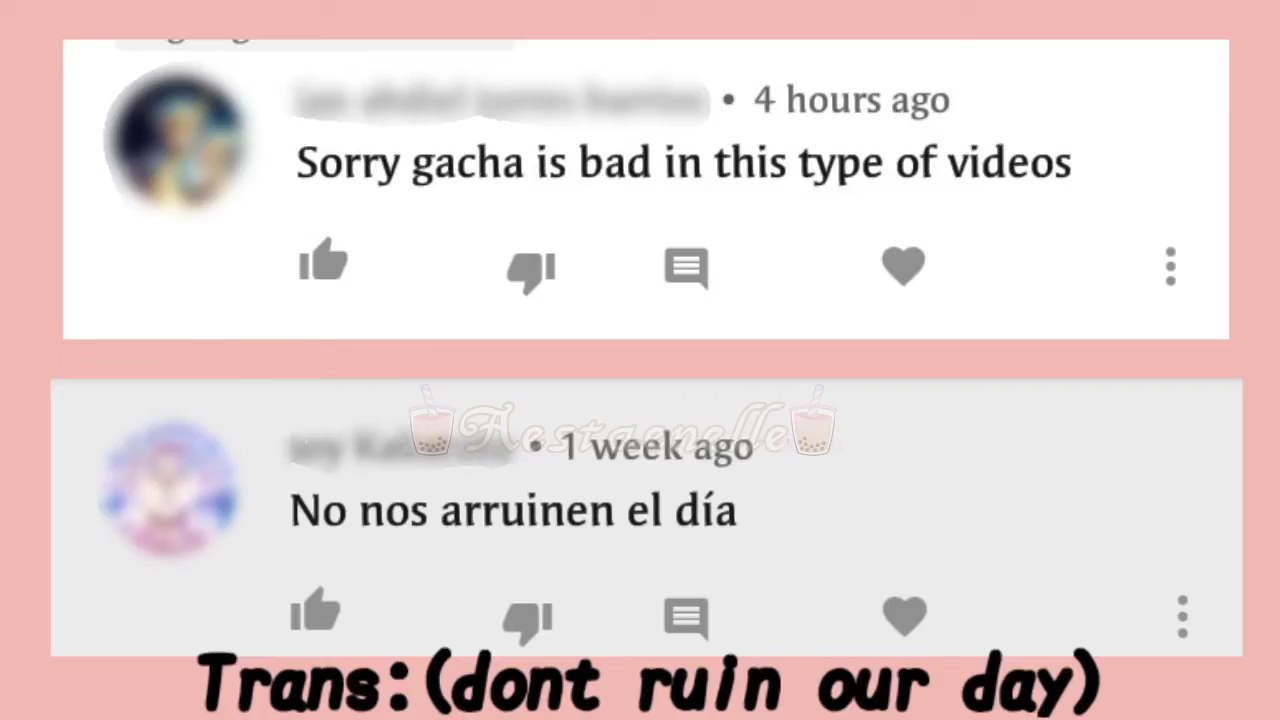 • 4 hours ago
Sorry gacha is bad in this type of videos
Aestaenelle
• 1 week ago
No nos arruinen el día
Trans:(dont ruin our day)